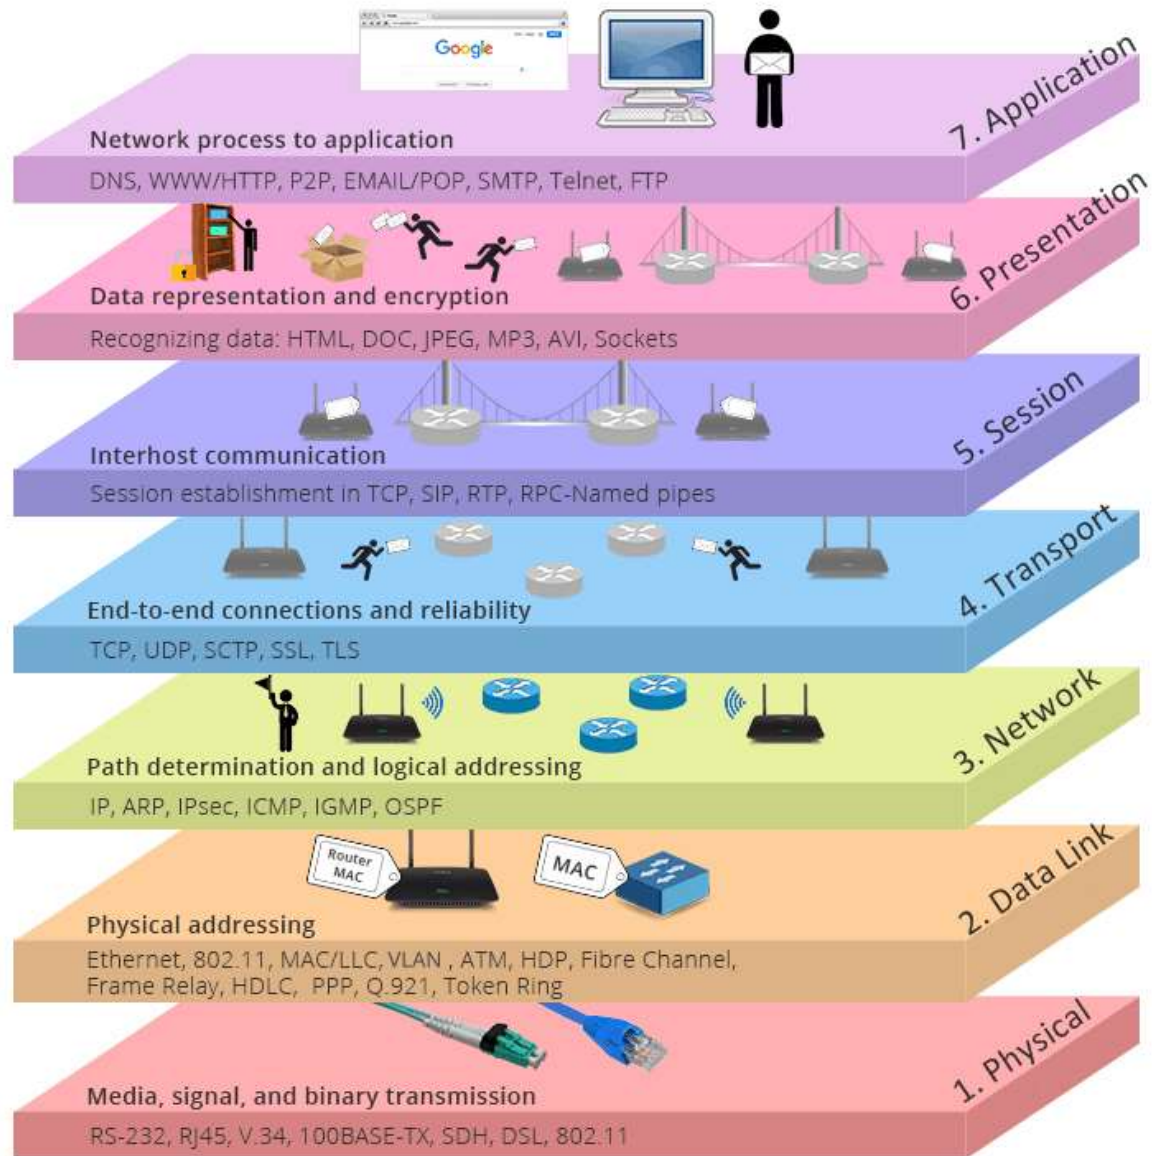 Google
7. Application
Network process to application
DNS, WWW/HTTP, P2P, EMAIL/POP, SMTP, Telnet, FTP
6. Presentation
Data representation and encryption
Recognizing data: HTML, DOC, JPEG, MP3, AVI, Sockets
5. Session
Interhost communication
Session establishment in TCP, SIP, RTP, RPC-Named pipes
4. Transport
End-to-end connections and reliability
TCP, UDP, SCTP, SSL, TLS
3. Network
Path determination and logical addressing
IP, ARP, IPsec, ICMP, IGMP, OSPF
Router
MAC
MAC
2. Data Link
Physical addressing
Ethernet, 802.11, MAC/LLC, VLAN , ATM, HDP, Fibre Channel,
Frame Relay, HDLC, PPP, Q.921, Token Ring
1. Physical
Media, signal, and binary transmission
RS-232, RJ45, V.34, 100BASE-TX, SDH, DSL, 802.11